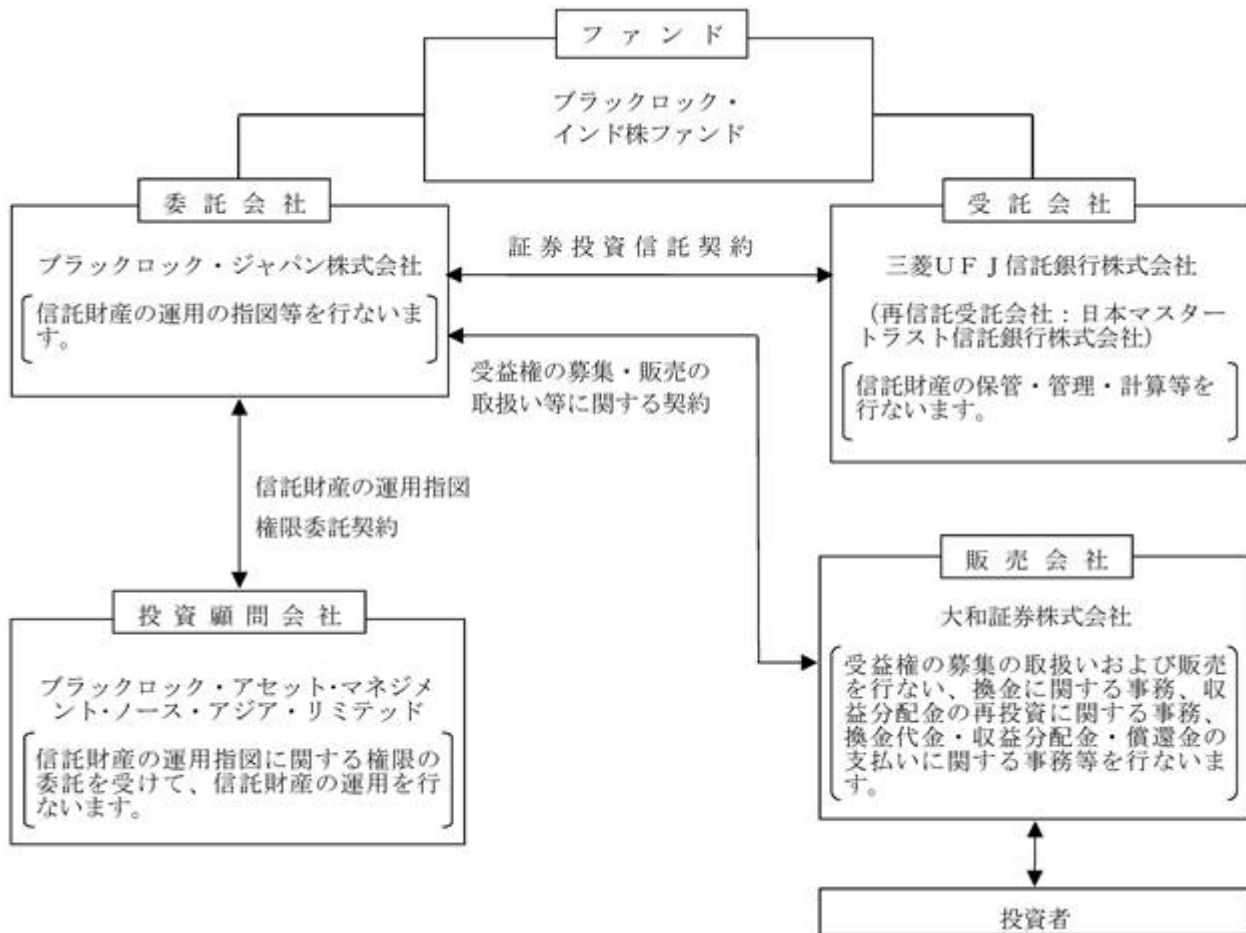 ファンド
ブラックロック・
インド株ファンド
委託会社
ブラックロック・ジャパン株式会社
信託財産の運用の指図等を行ないま
す。
証券投資信託契約
受託会社
三菱UFJ信託銀行株式会社
(再信託受託会社:日本マスター
トラスト信託銀行株式会社)
信託財産の保管・管理・計算等を
行ないます。
受益権の募集・販売の
取扱い等に関する契約
信託財産の運用指図
権限委託契約
投資顧問会社
ブラックロック・アセット・マネジメ
ント・ノース・アジア・リミテッド
信託財産の運用指図に関する権限の
委託を受けて、信託財産の運用を行
ないます。
販売会社
大和証券株式会社
受益権の募集の取扱いおよび販売
を行ない、換金に関する事務、収
益分配金の再投資に関する事務、
換金代金・収益分配金・償還金の
支払いに関する事務等を行ないま
す。
投資者